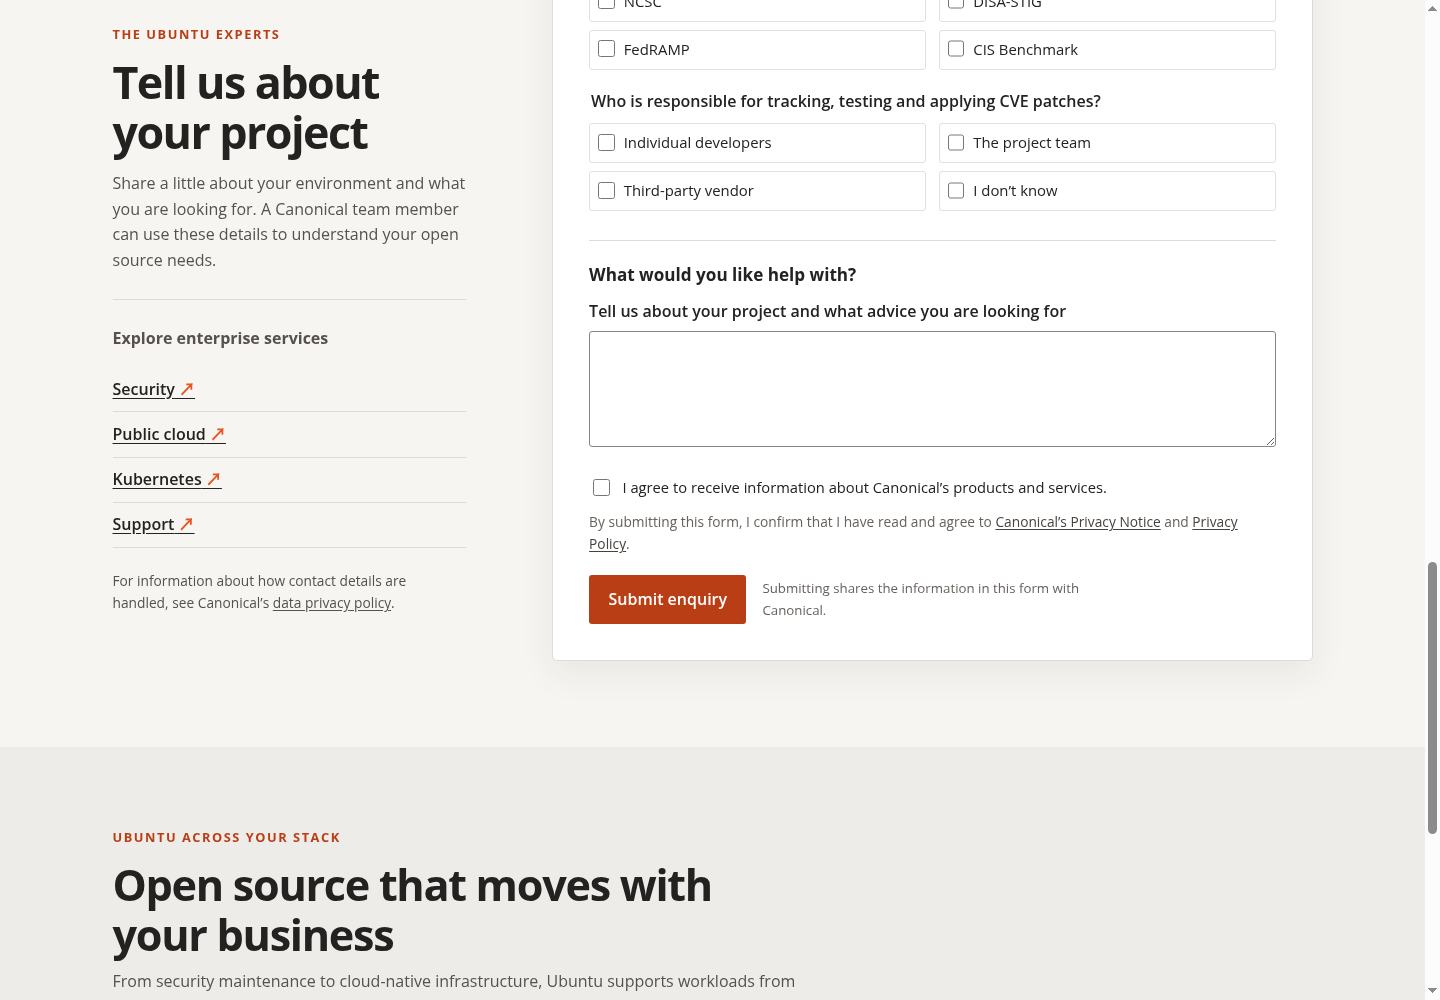 THE UBUNTU EXPERTS
Tell us about
your project
Share a little about your environment and what
you are looking for. A Canonical team member
can use these details to understand your open
source needs.
Explore enterprise services
Security ↗
Public cloud ↗
Kubernetes ↗
Support ↗
For information about how contact details are
handled, see Canonical’s data privacy policy.
NCSC
DISA-STIG
FedRAMP
CIS Benchmark
Who is responsible for tracking, testing and applying CVE patches?
Individual developers
The project team
Third-party vendor
I don’t know
What would you like help with?
Tell us about your project and what advice you are looking for
I agree to receive information about Canonical’s products and services.
By submitting this form, I confirm that I have read and agree to Canonical’s Privacy Notice and Privacy
Policy.
Submit enquiry
Submitting shares the information in this form with
Canonical.
UBUNTU ACROSS YOUR STACK
Open source that moves with
your business
From security maintenance to cloud-native infrastructure, Ubuntu supports workloads from